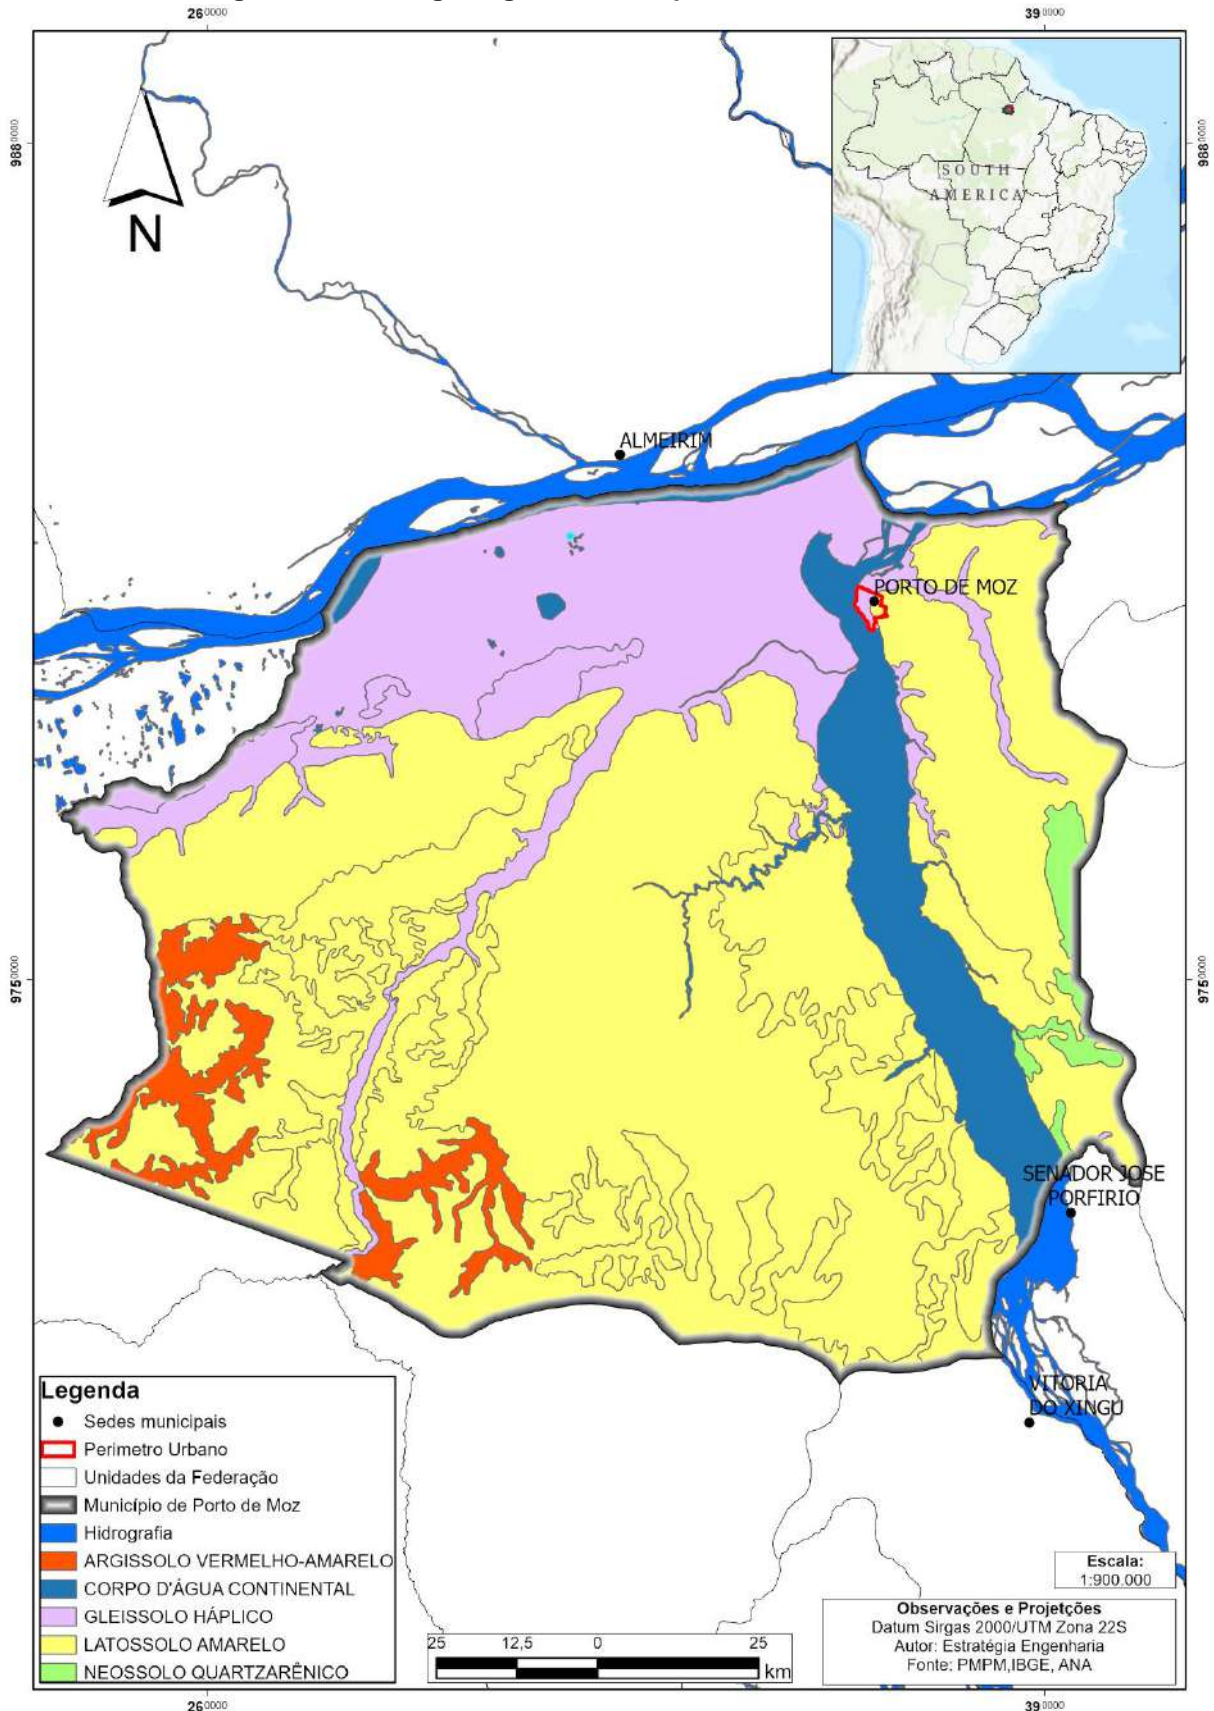 260000
390000
9880000
9880000
SOUTH
AMERICA
N
ALMEIRIM
PORTO DE MOZ
9750000
9750000
SENADOR JOSE
PORFIRIO
VITORIA
DO XINGU
Legenda
Sedes municipais
Perimetro Urbano
Unidades da Federação
Município de Porto de Moz
Hidrografia
ARGISSOLO VERMELHO-AMARELO
CORPO D'ÁGUA CONTINENTAL
GLEISSOLO HÁPLICO
LATOSSOLO AMARELO
NEOSSOLO QUARTZARÊNICO
25 12,5 0 25
km
Escala:
1:900.000
Observações e Projetções
Datum Sirgas 2000/UTM Zona 22S
Autor: Estratégia Engenharia
Fonte: PMPM,IBGE, ANA
260000
390000